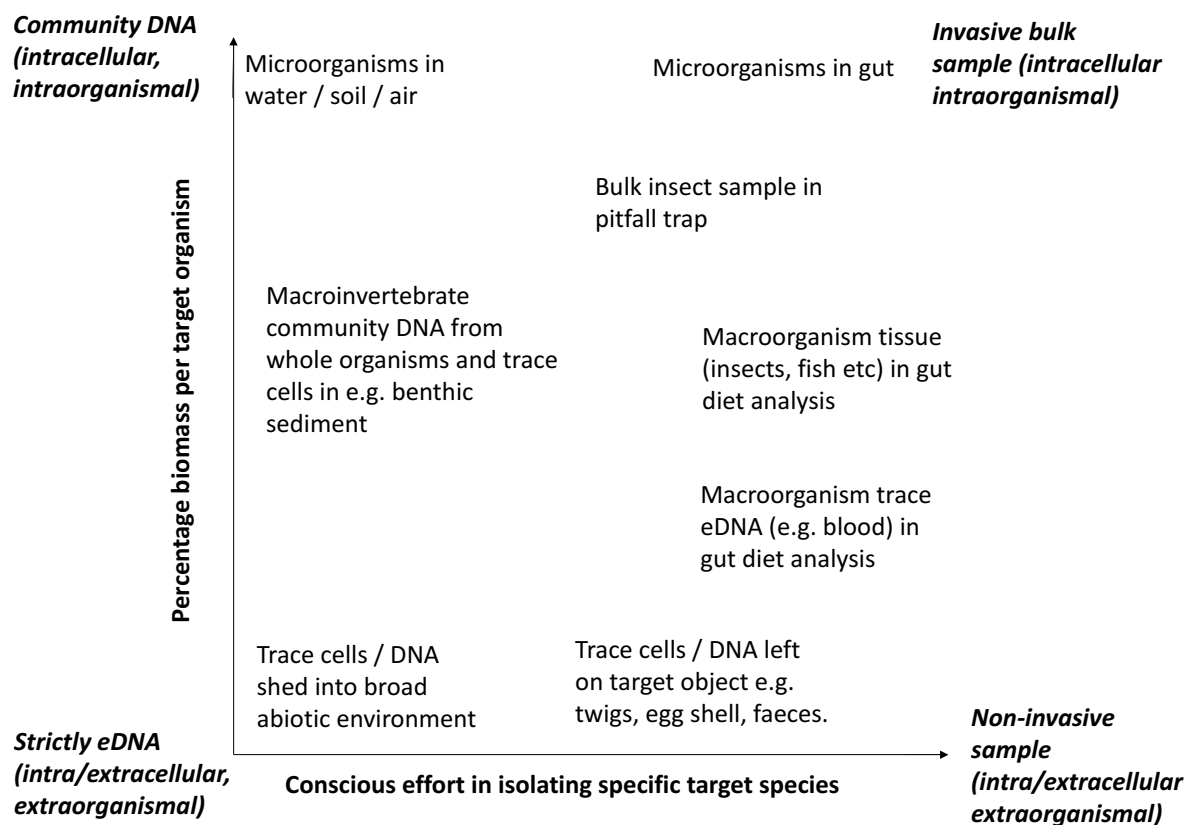 Community DNA
(intracellular,
intraorganismal)
Microorganisms in
water / soil / air
Microorganisms in gut
Invasive bulk
sample (intracellular
intraorganismal)
Bulk insect sample in
pitfall trap
Percentage biomass per target organism
Macroinvertebrate
community DNA from
whole organisms and trace
cells in e.g. benthic
sediment
Macroorganism tissue
(insects, fish etc) in gut
diet analysis
Macroorganism trace
eDNA (e.g. blood) in
gut diet analysis
Trace cells / DNA
shed into broad
abiotic environment
Trace cells / DNA left
on target object e.g.
twigs, egg shell, faeces.
Strictly eDNA
(intra/extracellular,
extraorganismal)
Conscious effort in isolating specific target species
Non-invasive
sample
(intra/extracellular
extraorganismal)